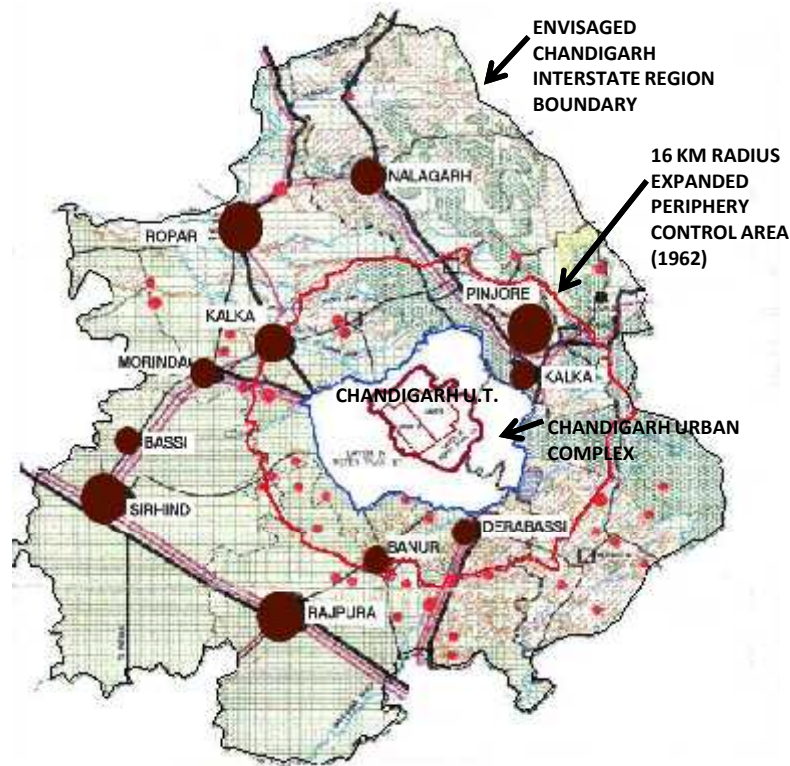 ENVISAGED
CHANDIGARH
INTERSTATE REGION
BOUNDARY
16 KM RADIUS
EXPANDED
PERIPHERY
CONTROL AREA
(1962)
NALAGARH
ROPAR
PINJORE
KALKA
MORINDA
KALKA
CHANDIGARH U.T.
CHANDIGARH URBAN
COMPLEX
BASSI
SIRHIND
DERABASSI
BANUR
RAJPURA